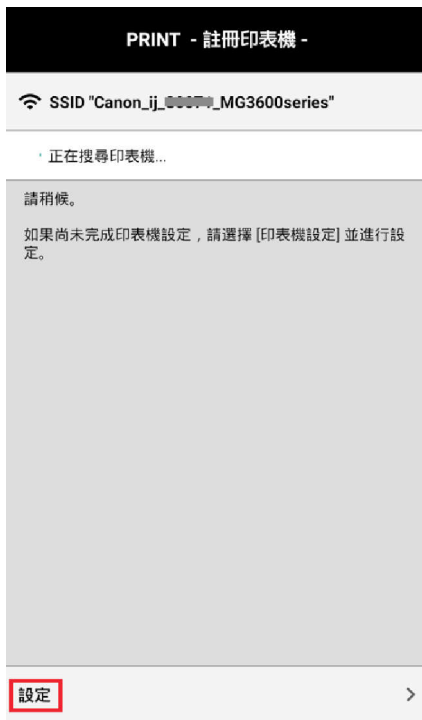 PRINT - 註冊印表機 -
SSID "Canon_ij_ _MG3600series"
正在搜尋印表機...
請稍候。
如果尚未完成印表機設定，請選擇 [印表機設定] 並進行設
定。
設定